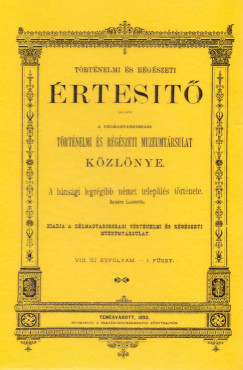 TÖRTÉNELMI ÉS RÉGÉSZETI
ÉRTESITŐ
A DÉLMAGYARORSZÁGI
TÖRTÉNELMI ÉS RÉGÉSZETI MUZEUMTÁRSULAT
KÖZLÖNYE.
A bánsági legrégibb német település története.
KIADJA A DÉLMAGYARORSZÁGI TÖRTÉNELMI ÉS RÉGÉSZETI
MUZEUMTÁRSULAT.
VIII. ÚJ ÉVFOLYAM. — I. FÜZET.
TEMESVÁROTT,